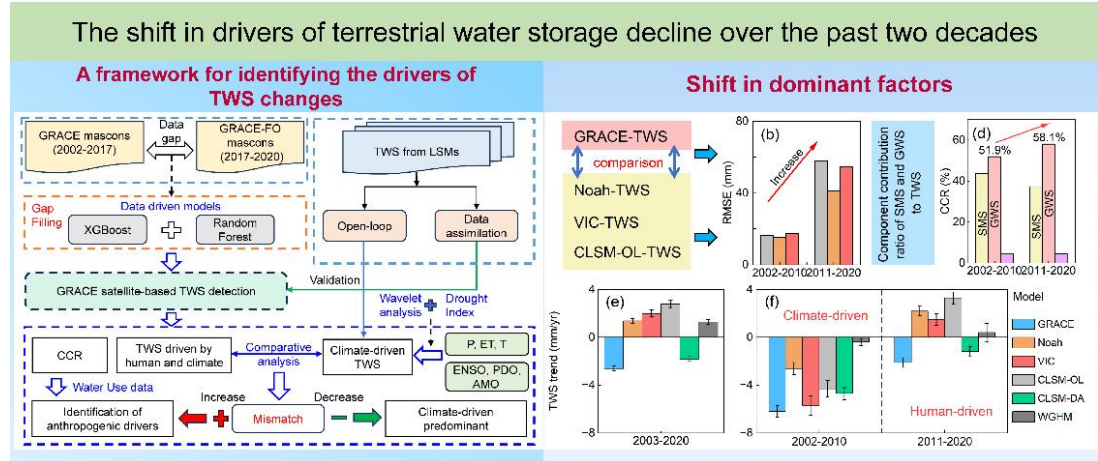 The shift in drivers of terrestrial water storage decline over the past two decades
A framework for identifying the drivers of
TWS changes
GRACE mascons
(2002-2017)
Data
gap
GRACE-FO
mascons
(2017-2020)
TWS from LSMs
Gap
Filling
Data driven models
XGBoost
Random
Forest
Open-loop
Data
assimilation
Validation
GRACE satellite-based TWS detection
Wavelet
analysis
Drought
Index
CCR
TWS driven by
human and climate
Comparative
analysis
Climate-driven
TWS
P, ET, T
ENSO, PDO,
AMO
Water Use data
Identification of
anthropogenic drivers
Increase
Mismatch
Decrease
Climate-driven
predominant
Shift in dominant factors
GRACE-TWS
comparison
Noah-TWS
VIC-TWS
CLSM-OL-TWS
(b)
Increase
RMSE (mm)
80
60
40
20
0
2002-2010
2011-2020
Component contribution
ratio of SMS and GWS
to TWS
(d)
51.9%
58.1%
CCR (%)
60
40
20
0
SMS
GWS
SMS
GWS
2002-2010
2011-2020
(e)
TWS trend (mm/yr)
4
0
−4
−8
2003-2020
(f)
Climate-driven
Human-driven
4
0
−4
−8
2002-2010
2011-2020
Model
GRACE
Noah
VIC
CLSM-OL
CLSM-DA
WGHM